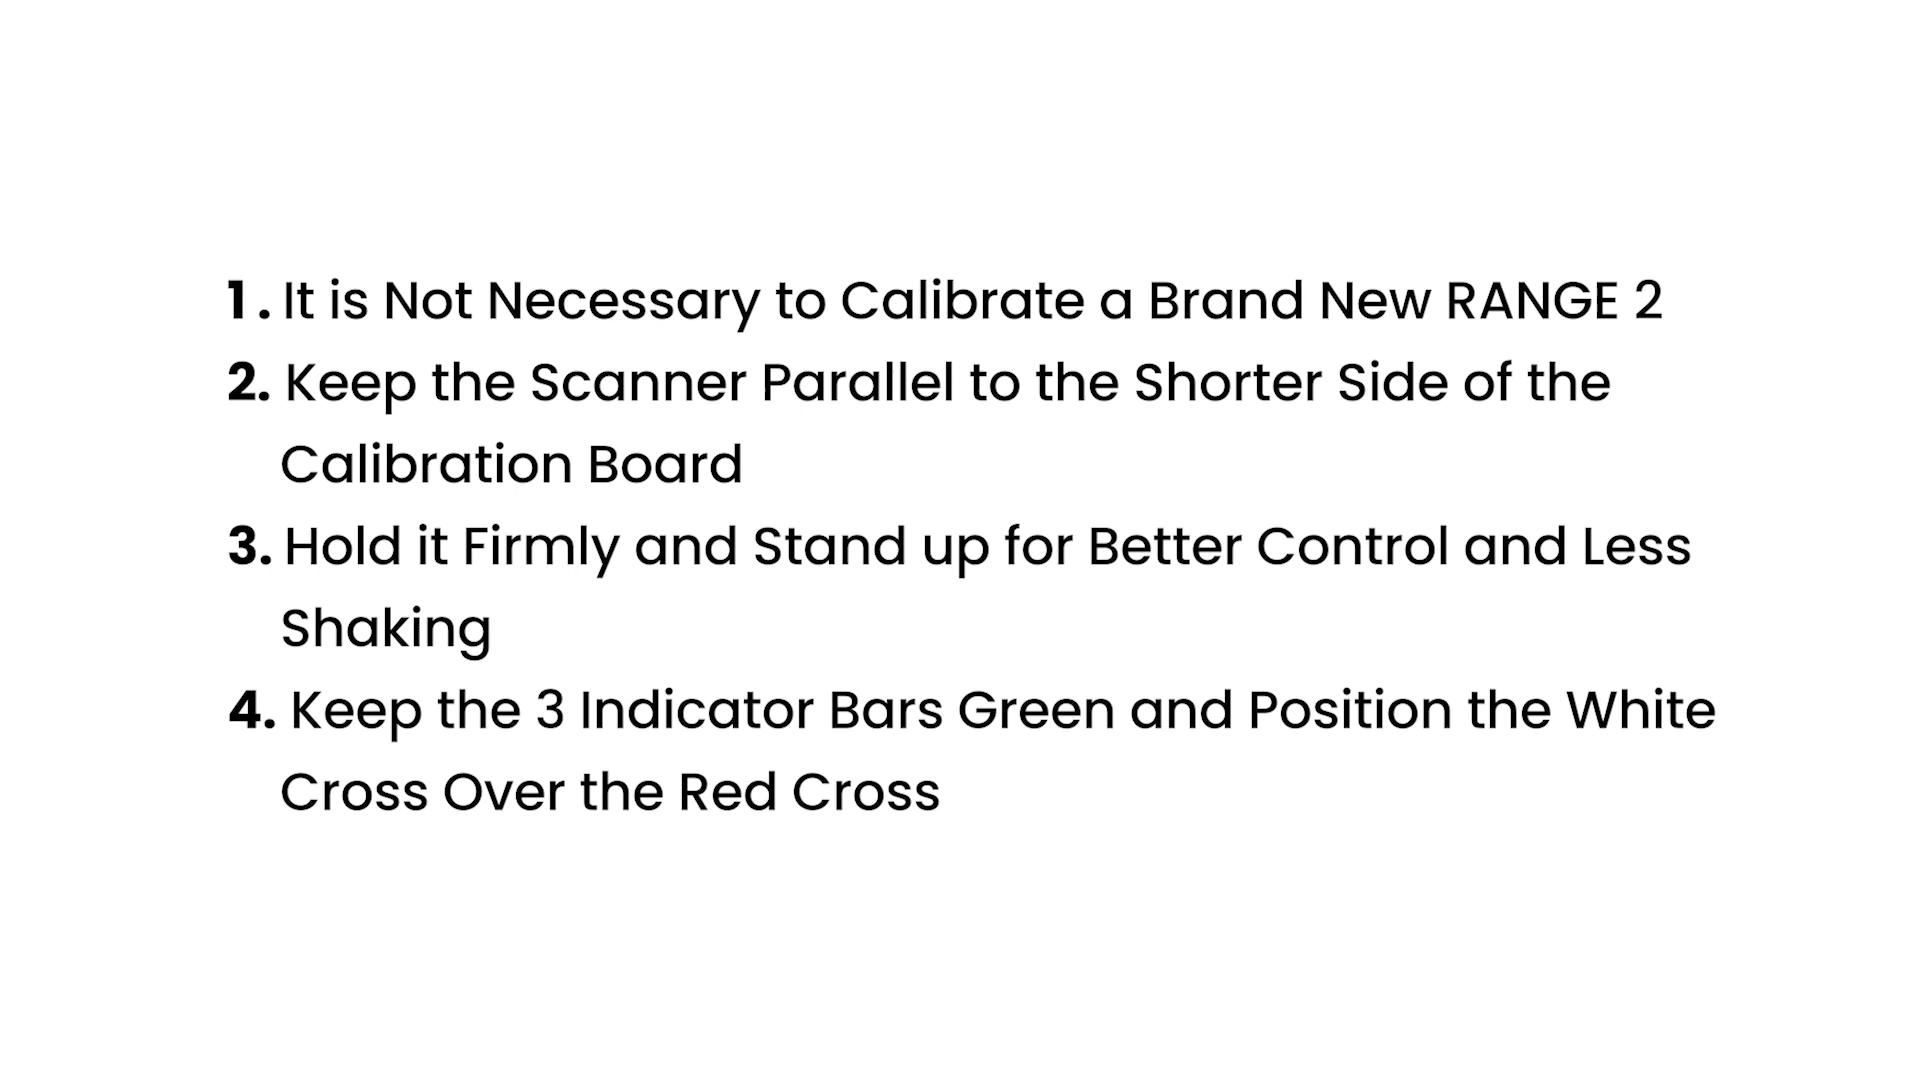 1. It is Not Necessary to Calibrate a Brand New RANGE 2
2. Keep the Scanner Parallel to the Shorter Side of the
Calibration Board
3. Hold it Firmly and Stand up for Better Control and Less
Shaking
4. Keep the 3 Indicator Bars Green and Position the White
Cross Over the Red Cross